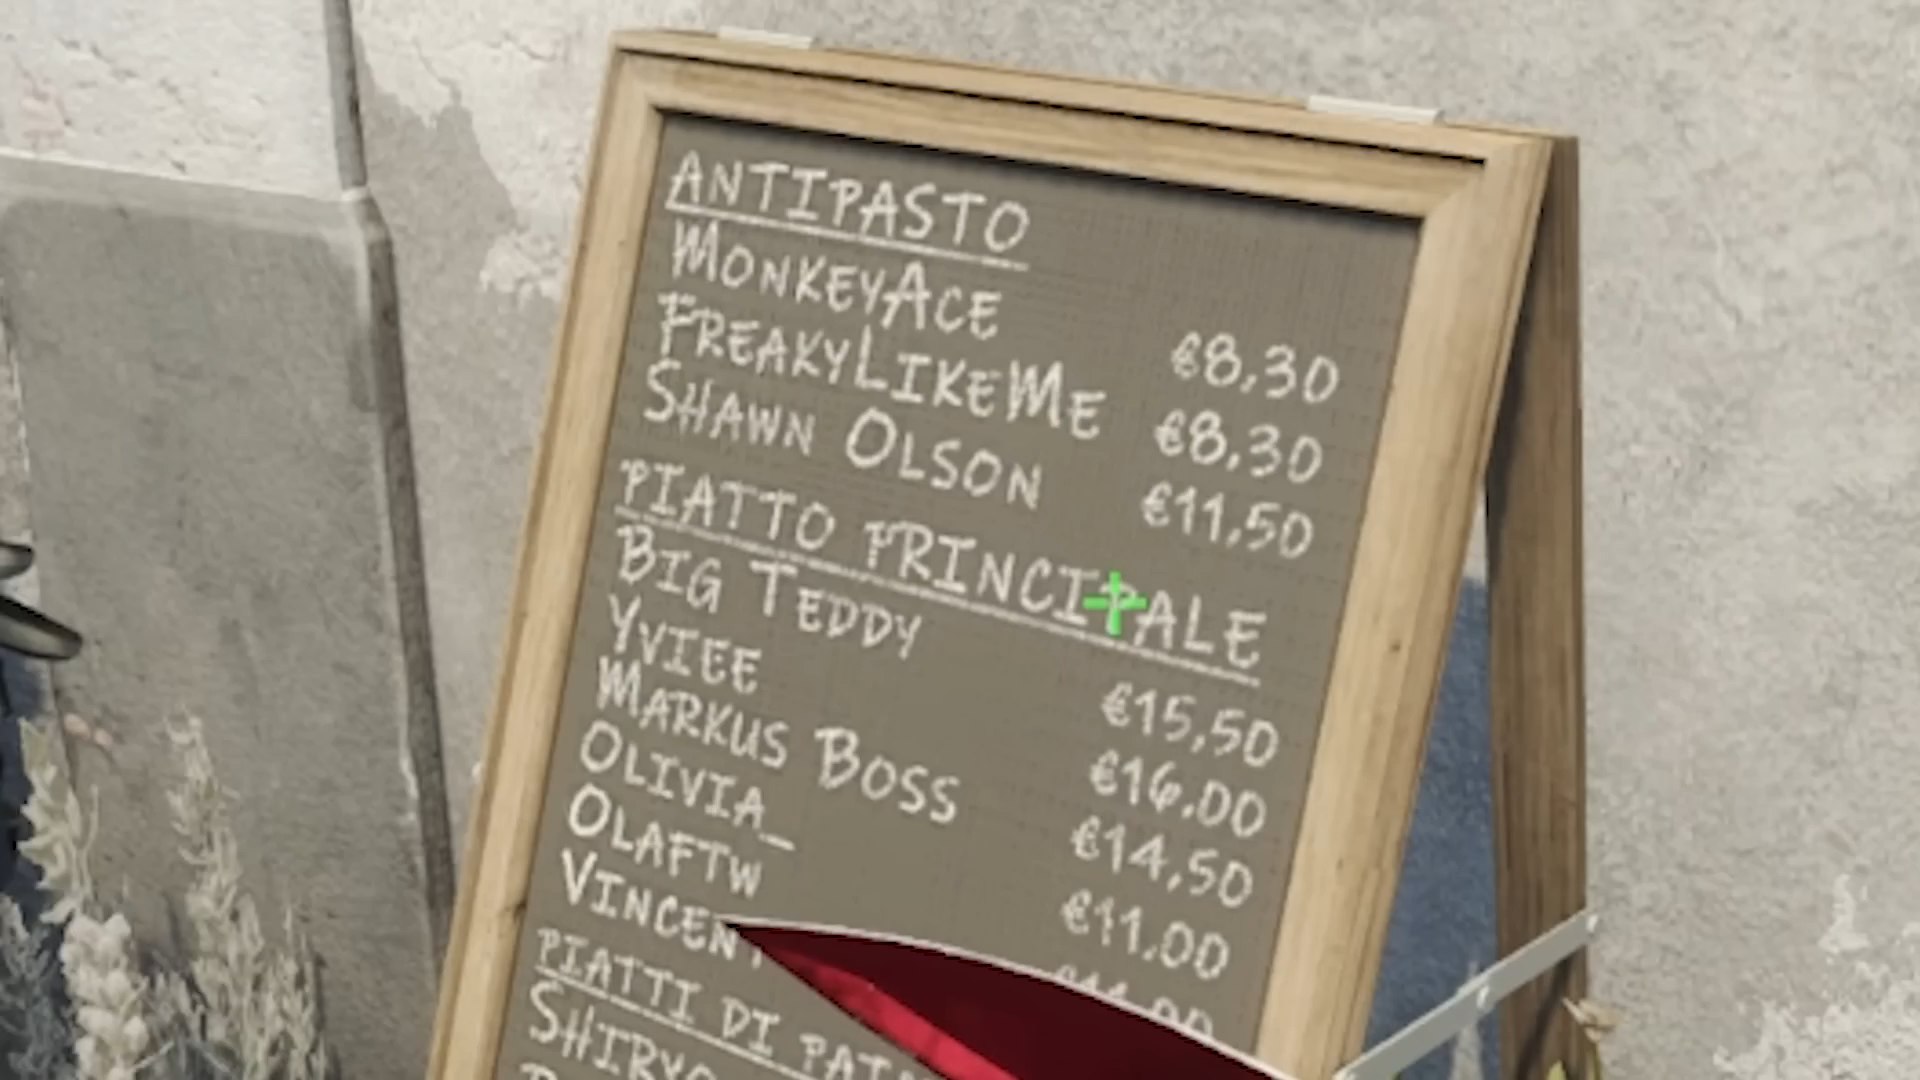 ANTIPASTO
MONKEYACE €8,30
FREAKYLIKEME €8,30
SHAWN OLSON €11,50
PIATTO PRINCIPALE
BIG TEDDY €15,50
YVIEE €16,00
MARKUS BOSS €14,50
OLIVIA_ €11,00
OLAFTW
VINCENT
PIATTI DI